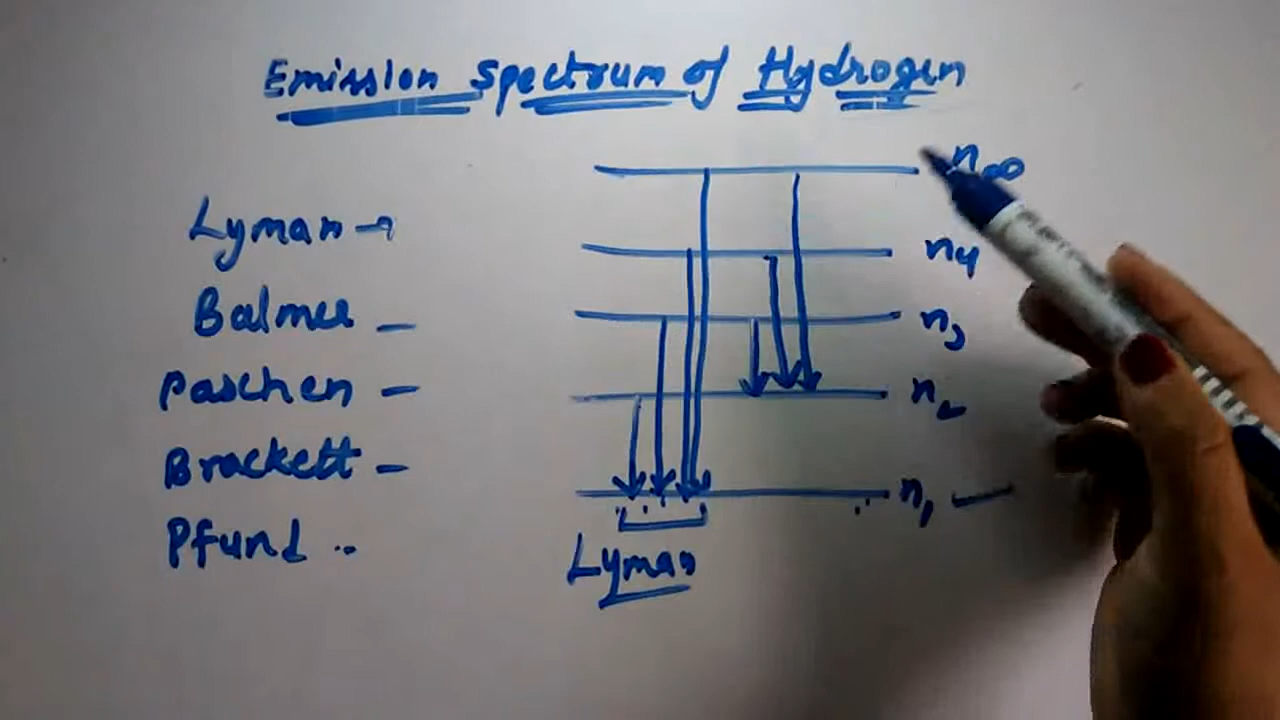 Emission Spectrum of Hydrogen
n∞
n4
n3
n2
n1
Lyman →
Balmer –
Paschen –
Brackett –
Pfund ..
Lyman